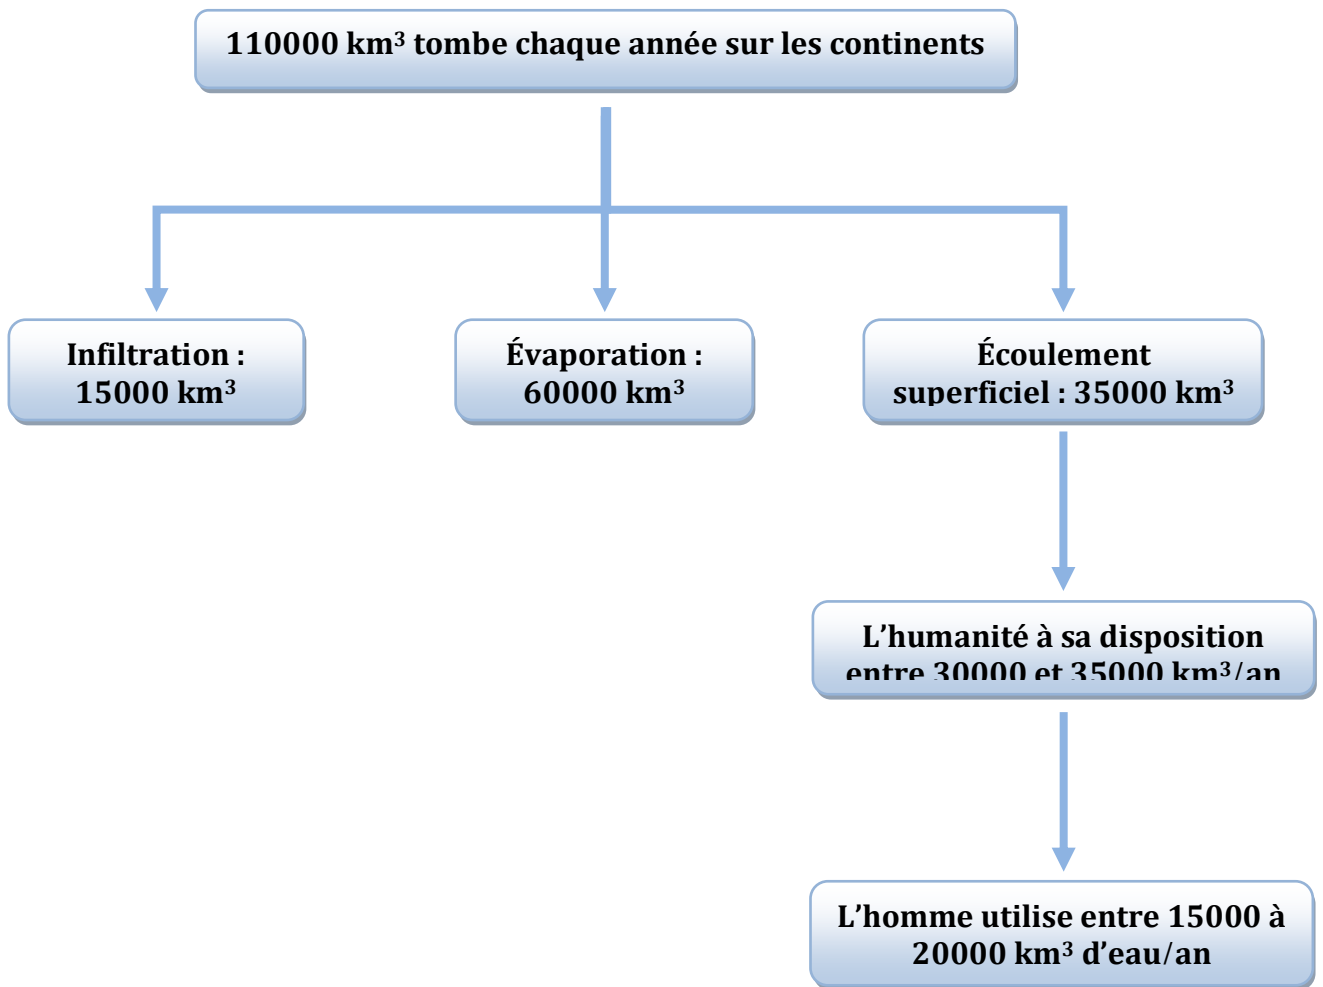 110000 km³ tombe chaque année sur les continents
Infiltration :
15000 km³
Évaporation :
60000 km³
Écoulement
superficiel : 35000 km³
L’humanité à sa disposition
entre 30000 et 35000 km³/an
L’homme utilise entre 15000 à
20000 km³ d’eau/an